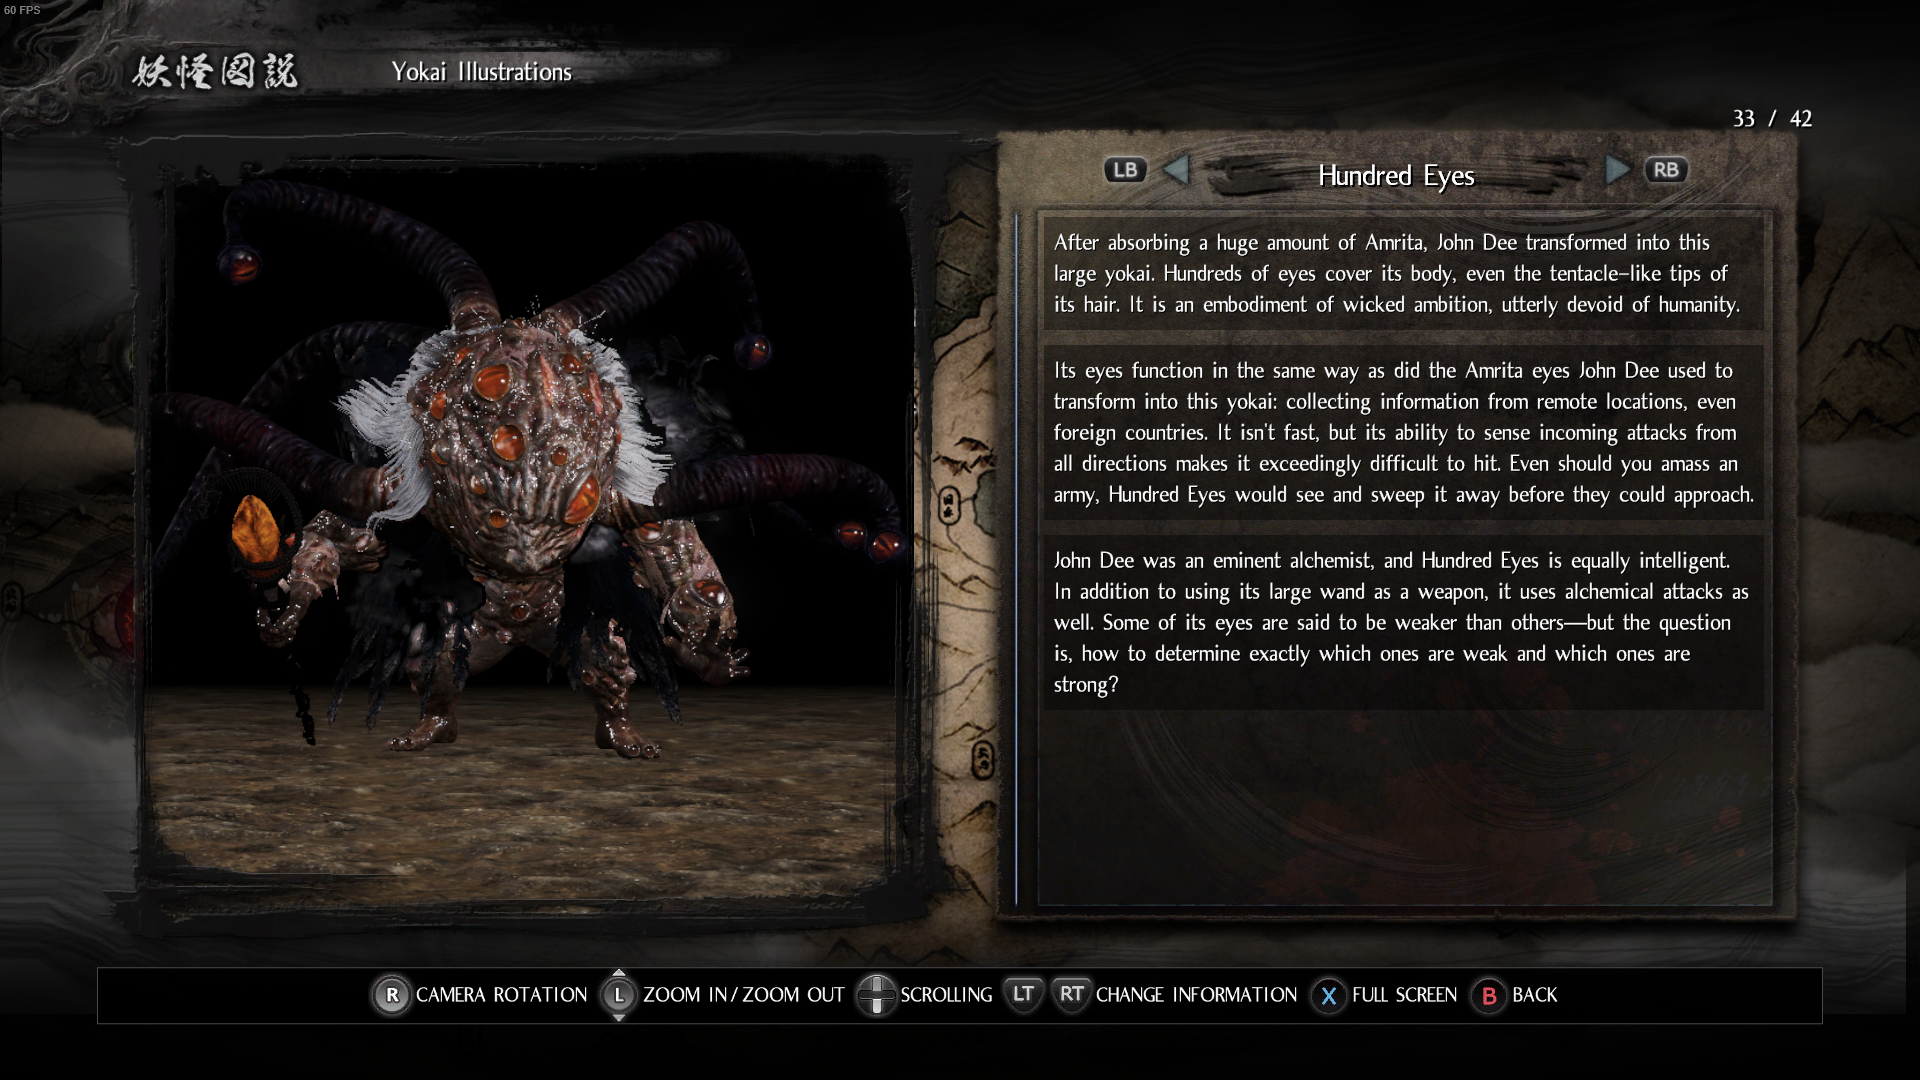 60 FPS
妖怪図説
Yokai Illustrations
33 / 42
LB
Hundred Eyes
RB
After absorbing a huge amount of Amrita, John Dee transformed into this
large yokai. Hundreds of eyes cover its body, even the tentacle-like tips of
its hair. It is an embodiment of wicked ambition, utterly devoid of humanity.
Its eyes function in the same way as did the Amrita eyes John Dee used to
transform into this yokai: collecting information from remote locations, even
foreign countries. It isn't fast, but its ability to sense incoming attacks from
all directions makes it exceedingly difficult to hit. Even should you amass an
army, Hundred Eyes would see and sweep it away before they could approach.
John Dee was an eminent alchemist, and Hundred Eyes is equally intelligent.
In addition to using its large wand as a weapon, it uses alchemical attacks as
well. Some of its eyes are said to be weaker than others—but the question
is, how to determine exactly which ones are weak and which ones are
strong?
R CAMERA ROTATION L ZOOM IN / ZOOM OUT SCROLLING LT RT CHANGE INFORMATION X FULL SCREEN B BACK